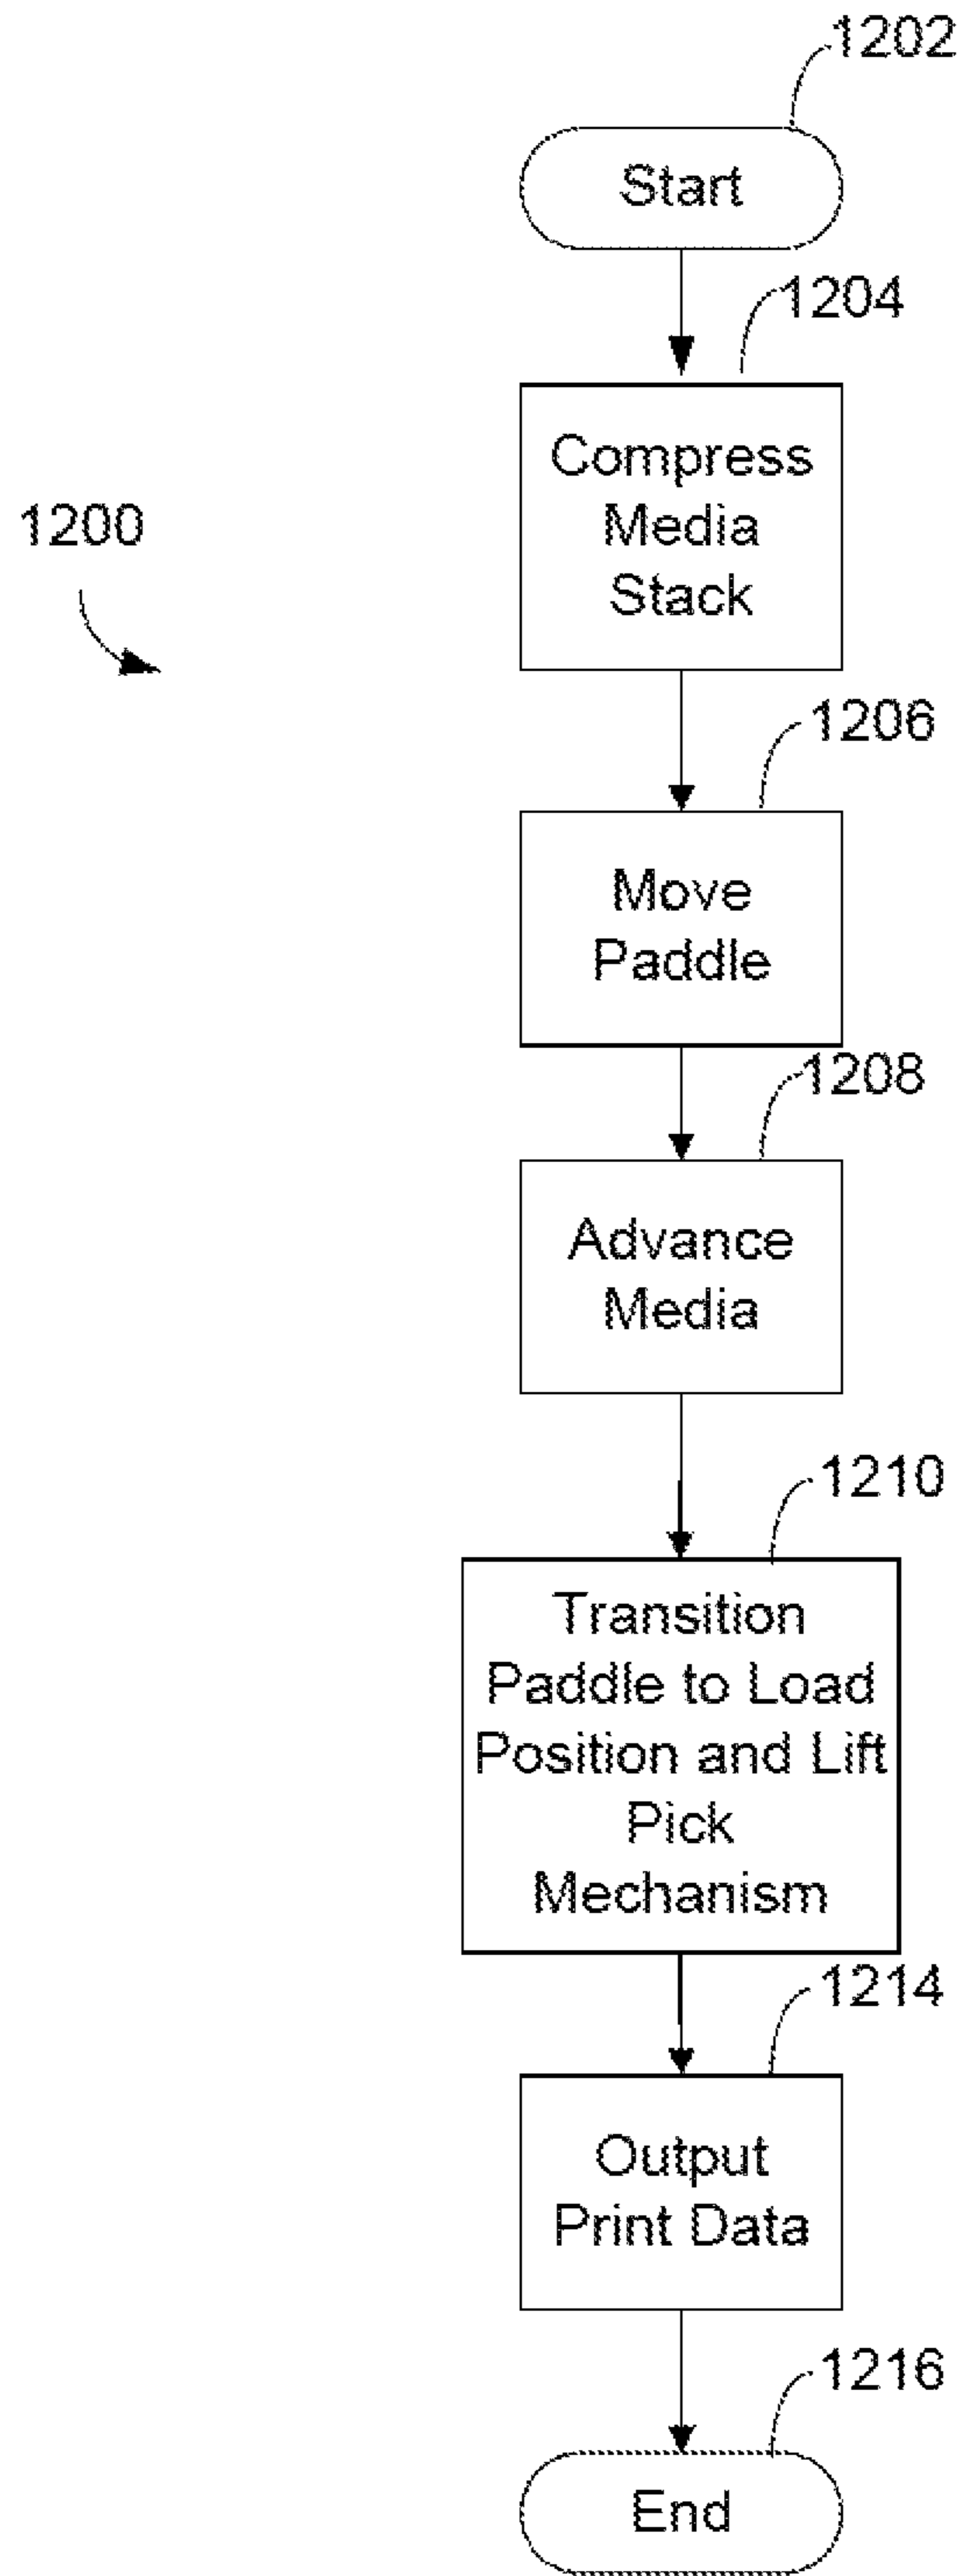 1202
Start
1204
Compress
Media
Stack
1200
1206
Move
Paddle
1208
Advance
Media
1210
Transition
Paddle to Load
Position and Lift
Pick
Mechanism
1214
Output
Print Data
1216
End